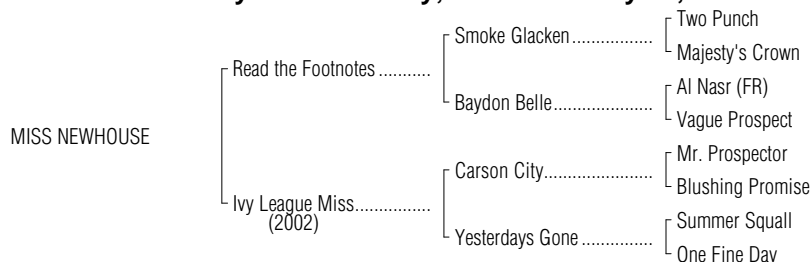 Two Punch
Smoke Glacken...................
Majesty's Crown
Read the Footnotes ...........
Al Nasr (FR)
Baydon Belle......................
Vague Prospect
MISS NEWHOUSE
Mr. Prospector
Carson City.........................
Blushing Promise
Ivy League Miss................
(2002)
Summer Squall
Yesterdays Gone ...............
One Fine Day